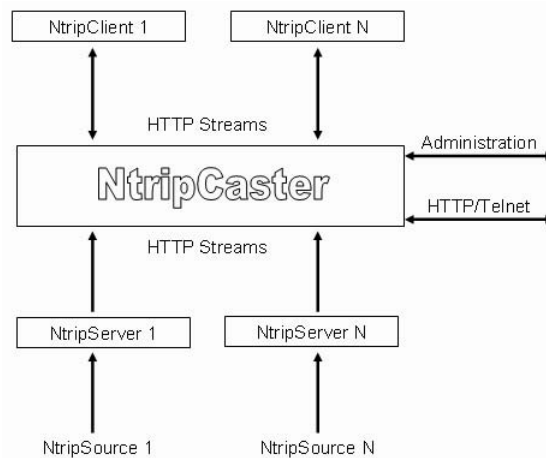 NtripClient 1
NtripClient N
HTTP Streams
Administration
NtripCaster
HTTP/Telnet
HTTP Streams
NtripServer 1
NtripServer N
NtripSource 1
NtripSource N